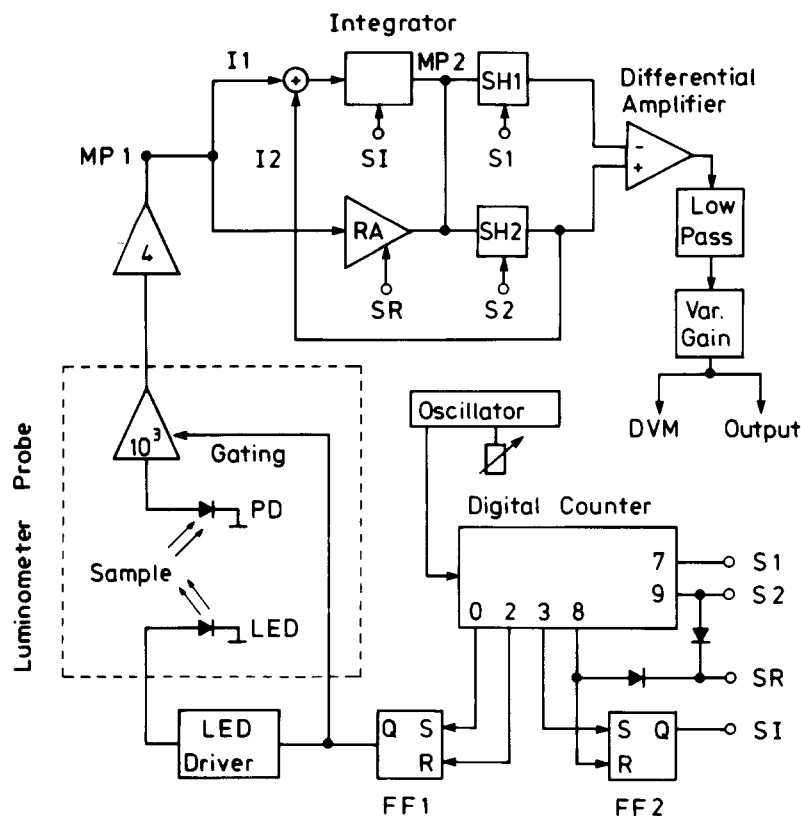 Integrator
I1
+
MP2
SH1
Differential
Amplifier
SI
S1
-
+
MP1
I2
4
RA
SH2
Low
Pass
SR
S2
Var.
Gain
DVM
Output
Oscillator
10³
Gating
PD
Luminometer Probe
Sample
LED
Digital Counter
7
S1
9
S2
0
2
3
8
SR
LED
Driver
Q
S
R
FF1
S
Q
R
SI
FF2